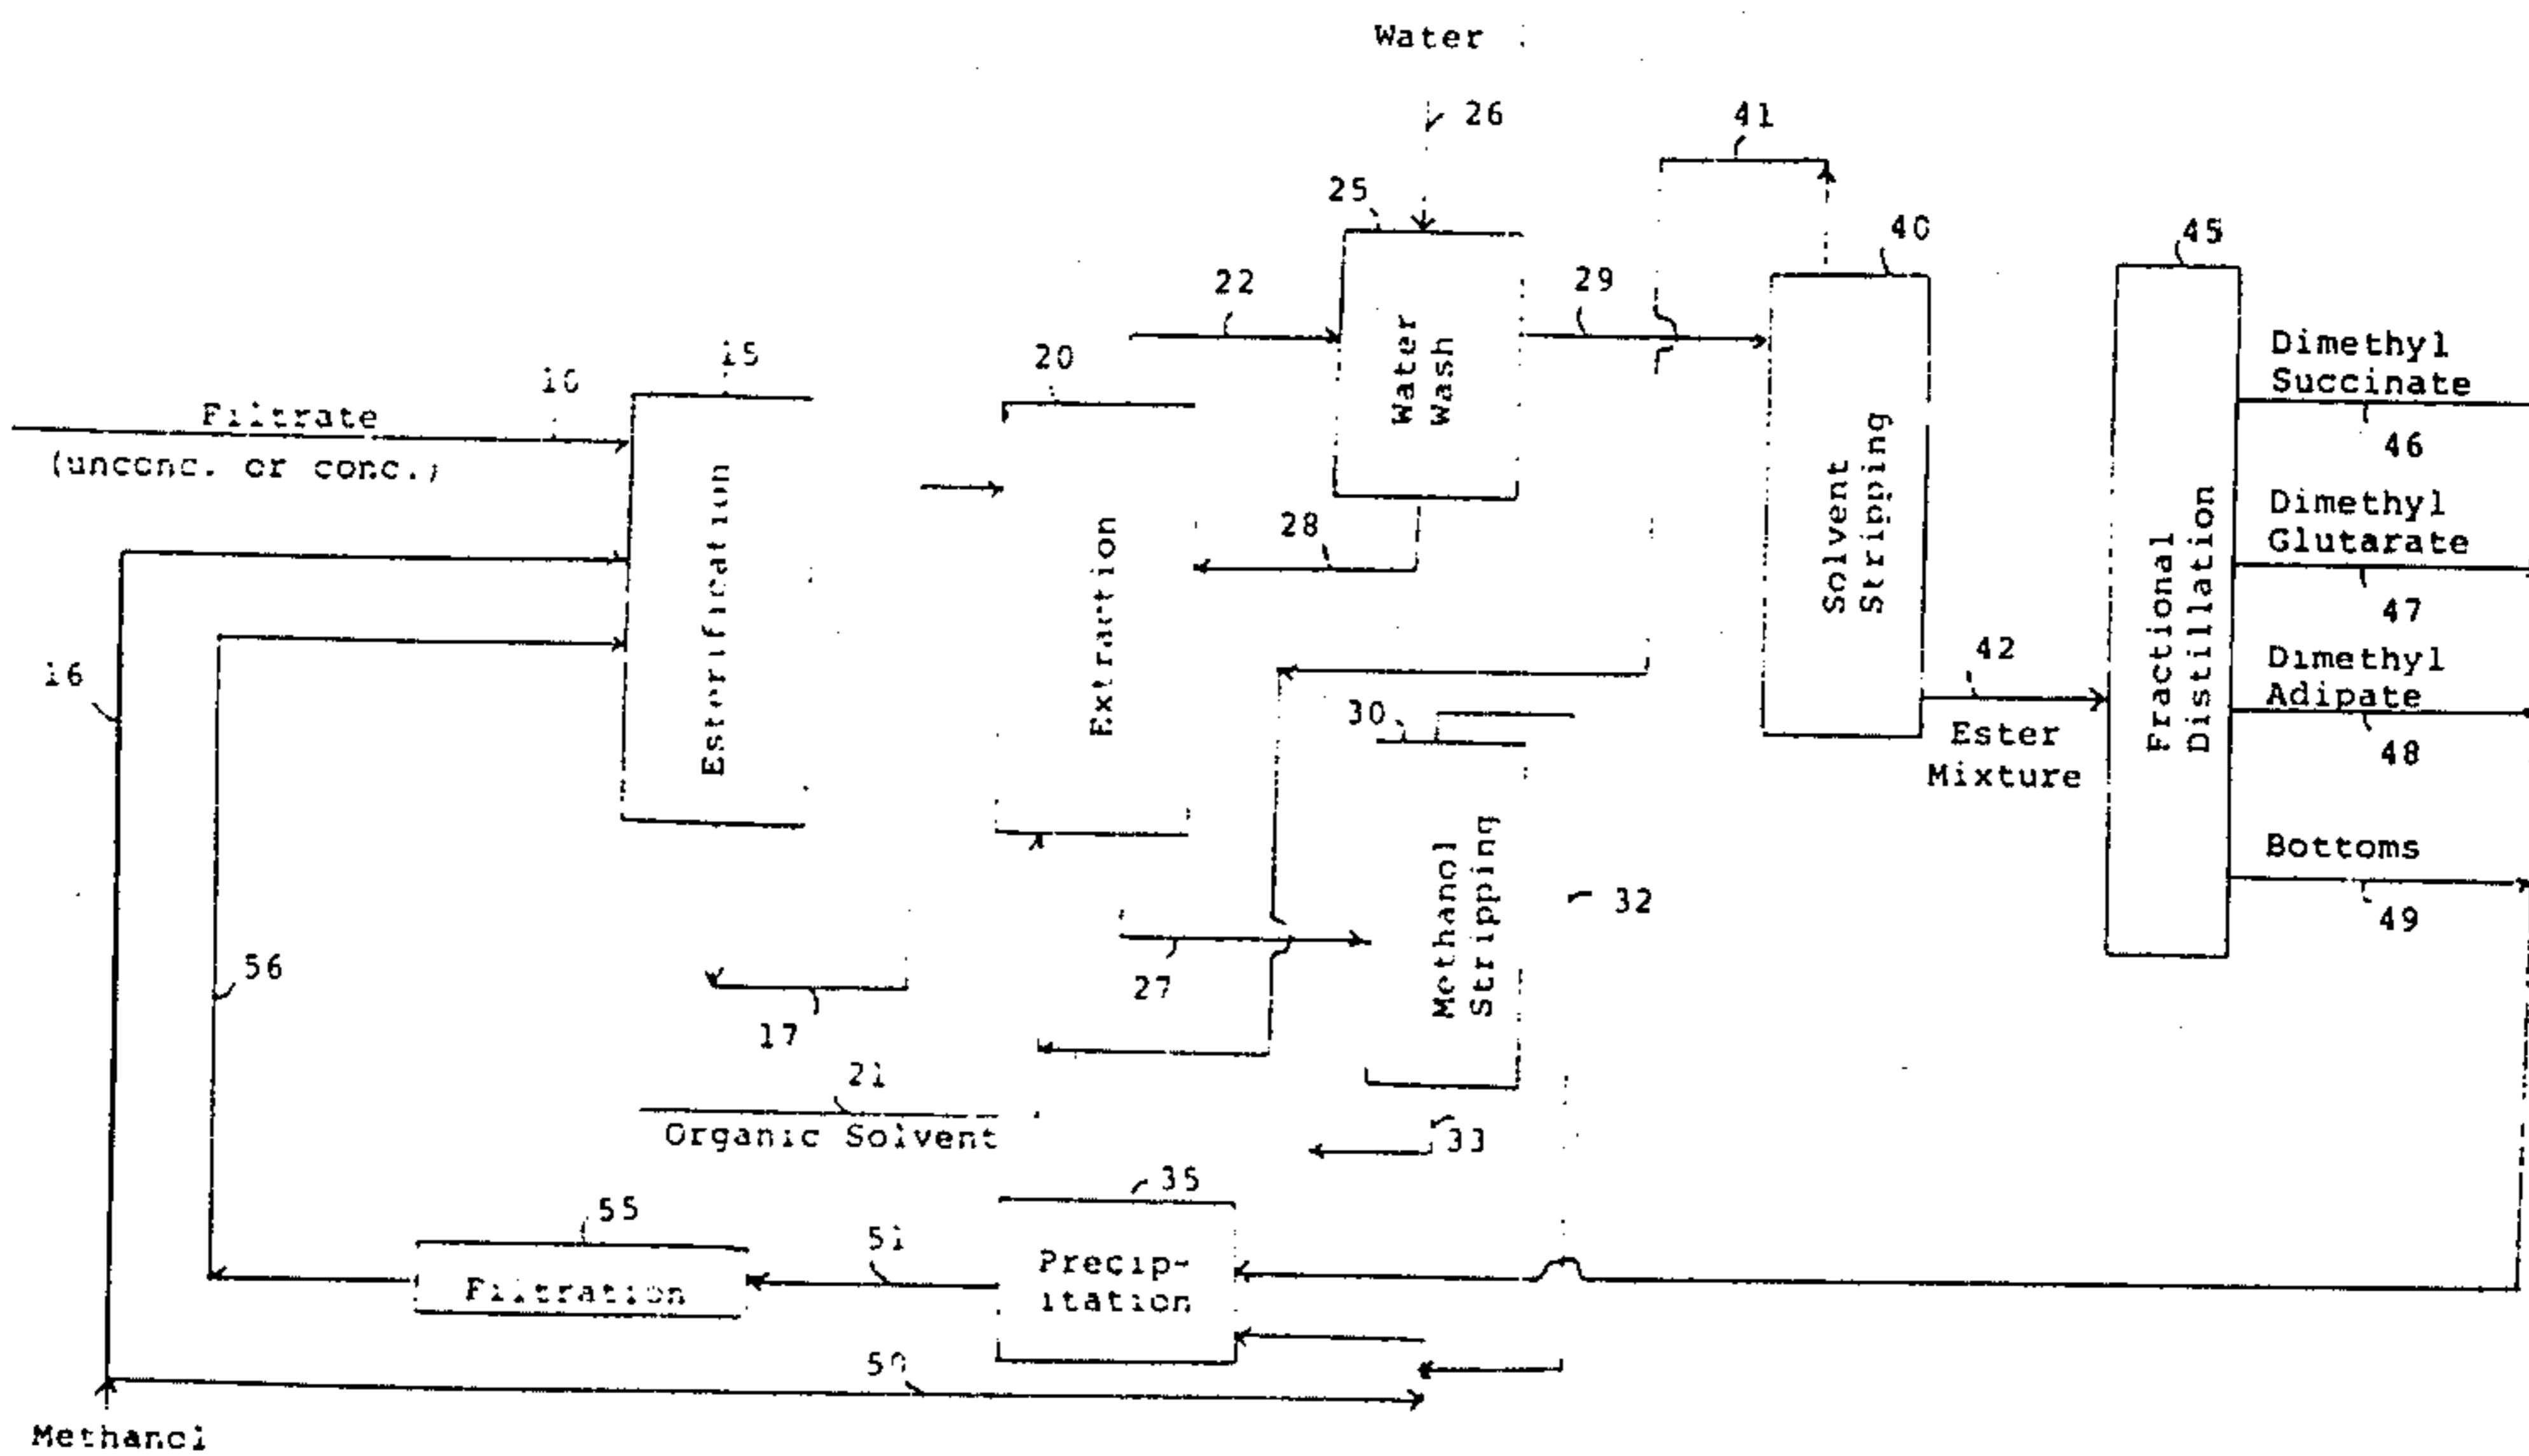 Water
26
41
25
40
45
22
29
15
20
10
Filtrate
(unconc. or conc.)
Water
Wash
Dimethyl
Succinate
46
Esterification
Extraction
28
Solvent
Stripping
Fractional
Distillation
Dimethyl
Glutarate
47
16
42
Dimethyl
Adipate
48
30
Ester
Mixture
Methanol
Stripping
32
Bottoms
49
56
27
17
21
Organic Solvent
33
35
55
51
Precip-
itation
Filtration
50
Methanol